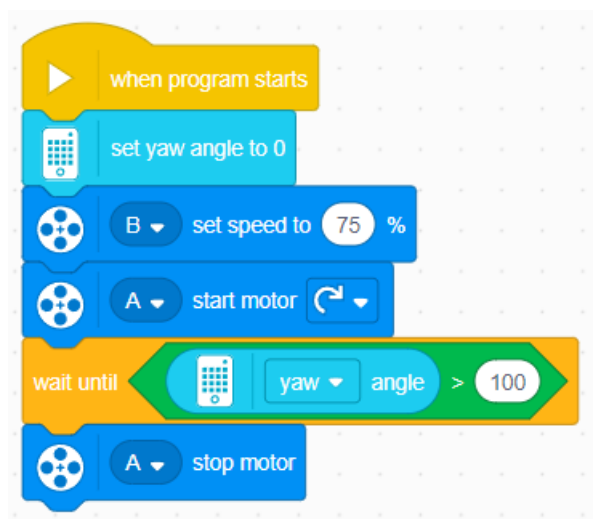 when program starts
set yaw angle to 0
B set speed to 75 %
A start motor
wait until yaw angle > 100
A stop motor